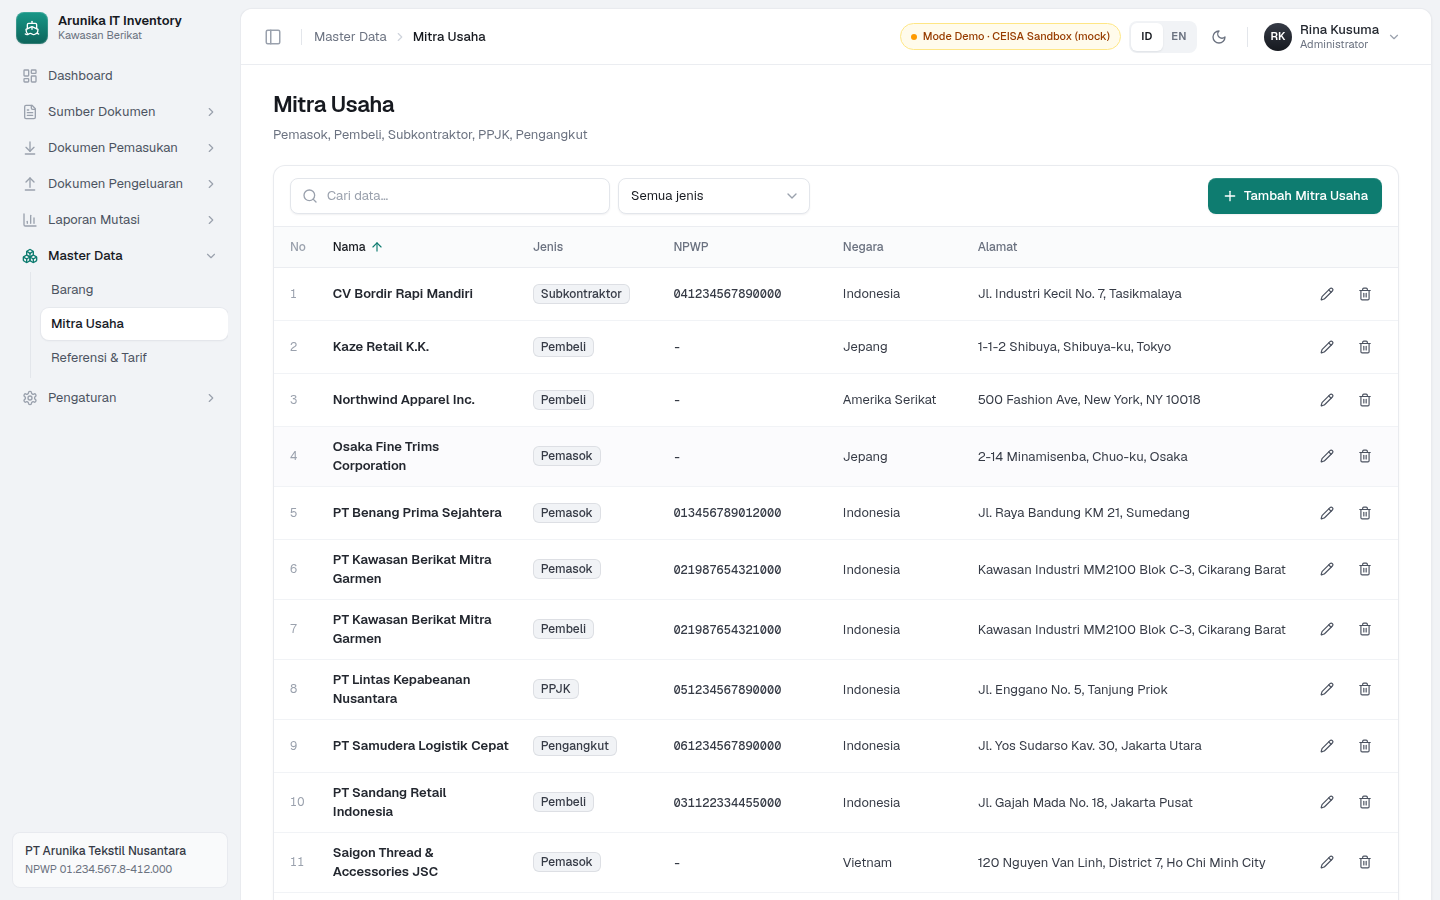 Arunika IT Inventory
Kawasan Berikat
Dashboard
Sumber Dokumen
Dokumen Pemasukan
Dokumen Pengeluaran
Laporan Mutasi
Master Data
Barang
Mitra Usaha
Referensi & Tarif
Pengaturan
PT Arunika Tekstil Nusantara
NPWP 01.234.567.8-412.000
Master Data
Mitra Usaha
Mode Demo · CEISA Sandbox (mock)
ID EN
RK
Rina Kusuma
Administrator
Mitra Usaha
Pemasok, Pembeli, Subkontraktor, PPJK, Pengangkut
Cari data...
Semua jenis
Tambah Mitra Usaha
No Nama Jenis NPWP Negara Alamat
1 CV Bordir Rapi Mandiri Subkontraktor 041234567890000 Indonesia Jl. Industri Kecil No. 7, Tasikmalaya
2 Kaze Retail K.K. Pembeli - Jepang 1-1-2 Shibuya, Shibuya-ku, Tokyo
3 Northwind Apparel Inc. Pembeli - Amerika Serikat 500 Fashion Ave, New York, NY 10018
4 Osaka Fine Trims Corporation Pemasok - Jepang 2-14 Minamisenba, Chuo-ku, Osaka
5 PT Benang Prima Sejahtera Pemasok 013456789012000 Indonesia Jl. Raya Bandung KM 21, Sumedang
6 PT Kawasan Berikat Mitra Garmen Pemasok 021987654321000 Indonesia Kawasan Industri MM2100 Blok C-3, Cikarang Barat
7 PT Kawasan Berikat Mitra Garmen Pembeli 021987654321000 Indonesia Kawasan Industri MM2100 Blok C-3, Cikarang Barat
8 PT Lintas Kepabeanan Nusantara PPJK 051234567890000 Indonesia Jl. Enggano No. 5, Tanjung Priok
9 PT Samudera Logistik Cepat Pengangkut 061234567890000 Indonesia Jl. Yos Sudarso Kav. 30, Jakarta Utara
10 PT Sandang Retail Indonesia Pembeli 031122334455000 Indonesia Jl. Gajah Mada No. 18, Jakarta Pusat
11 Saigon Thread & Accessories JSC Pemasok - Vietnam 120 Nguyen Van Linh, District 7, Ho Chi Minh City